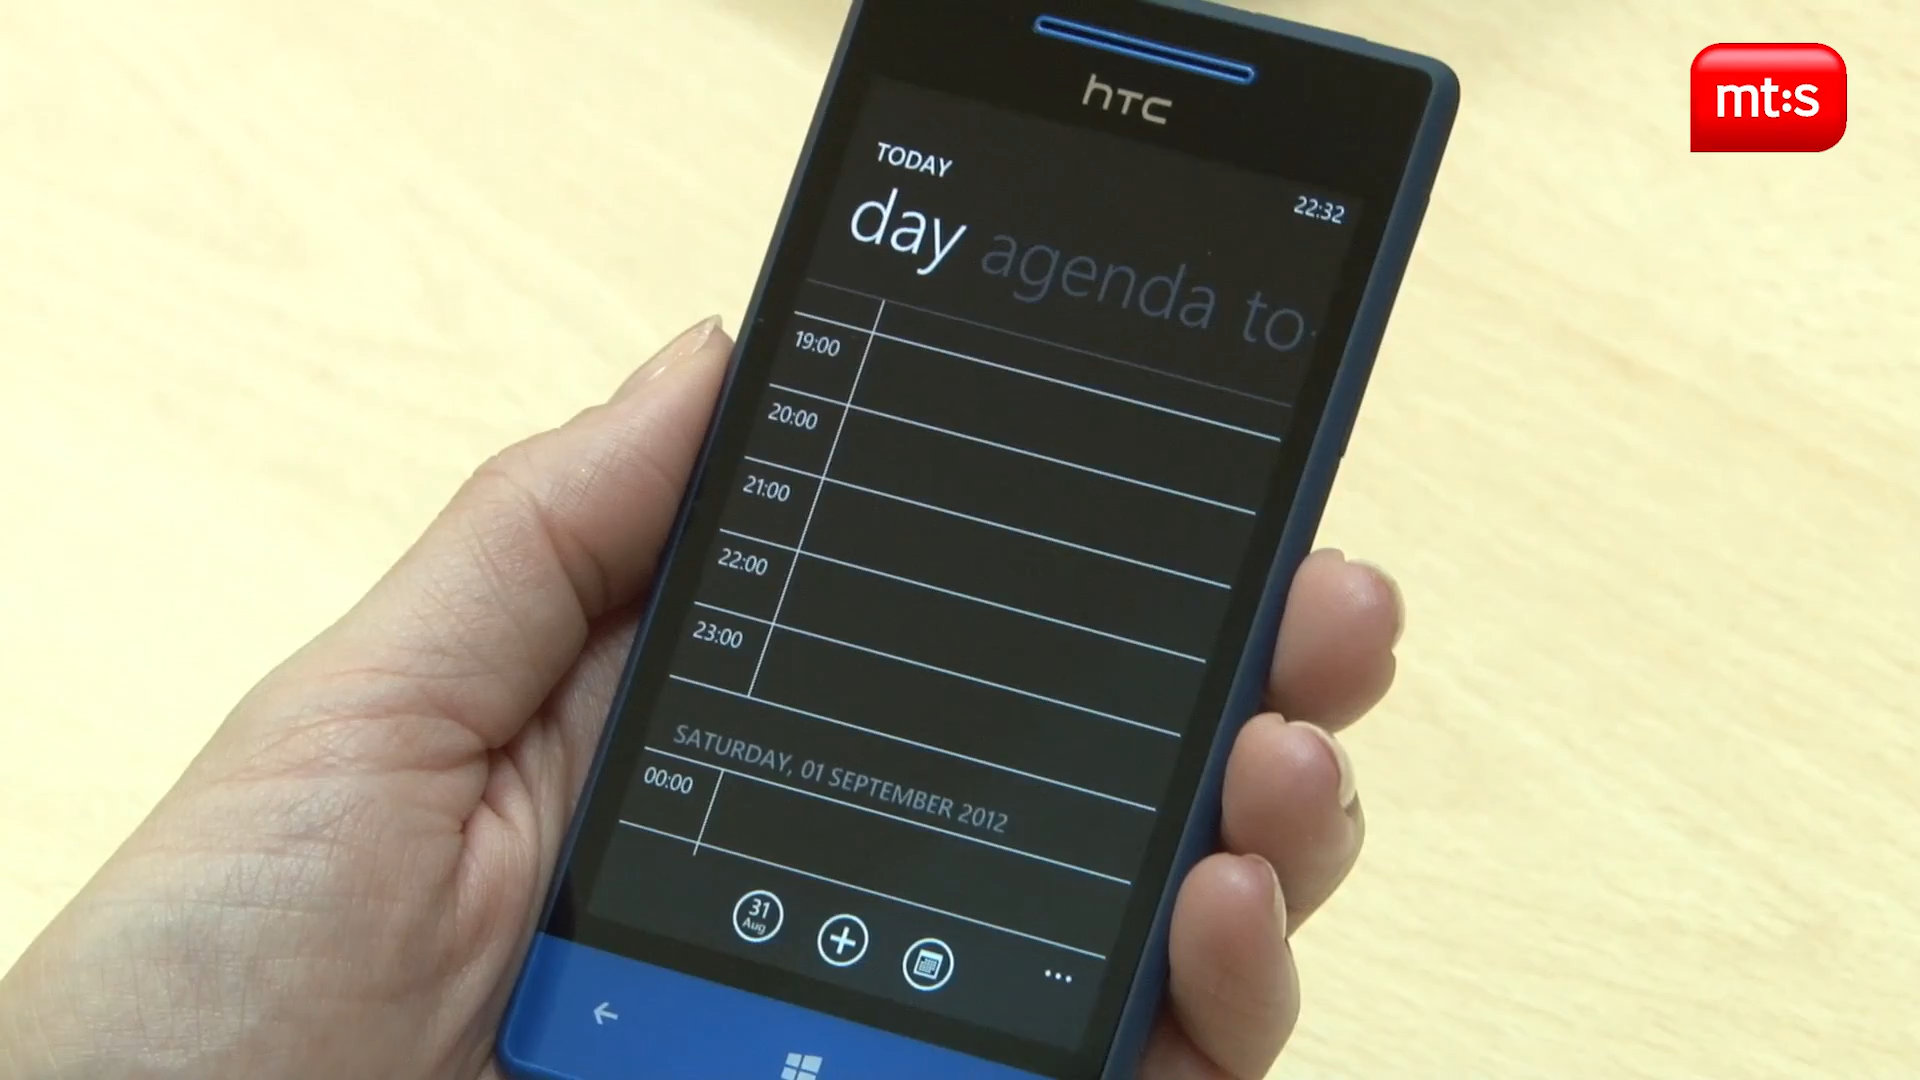 mt:s
hTC
TODAY
22:32
day agenda to
19:00
20:00
21:00
22:00
23:00
SATURDAY, 01 SEPTEMBER 2012
00:00
31
Aug